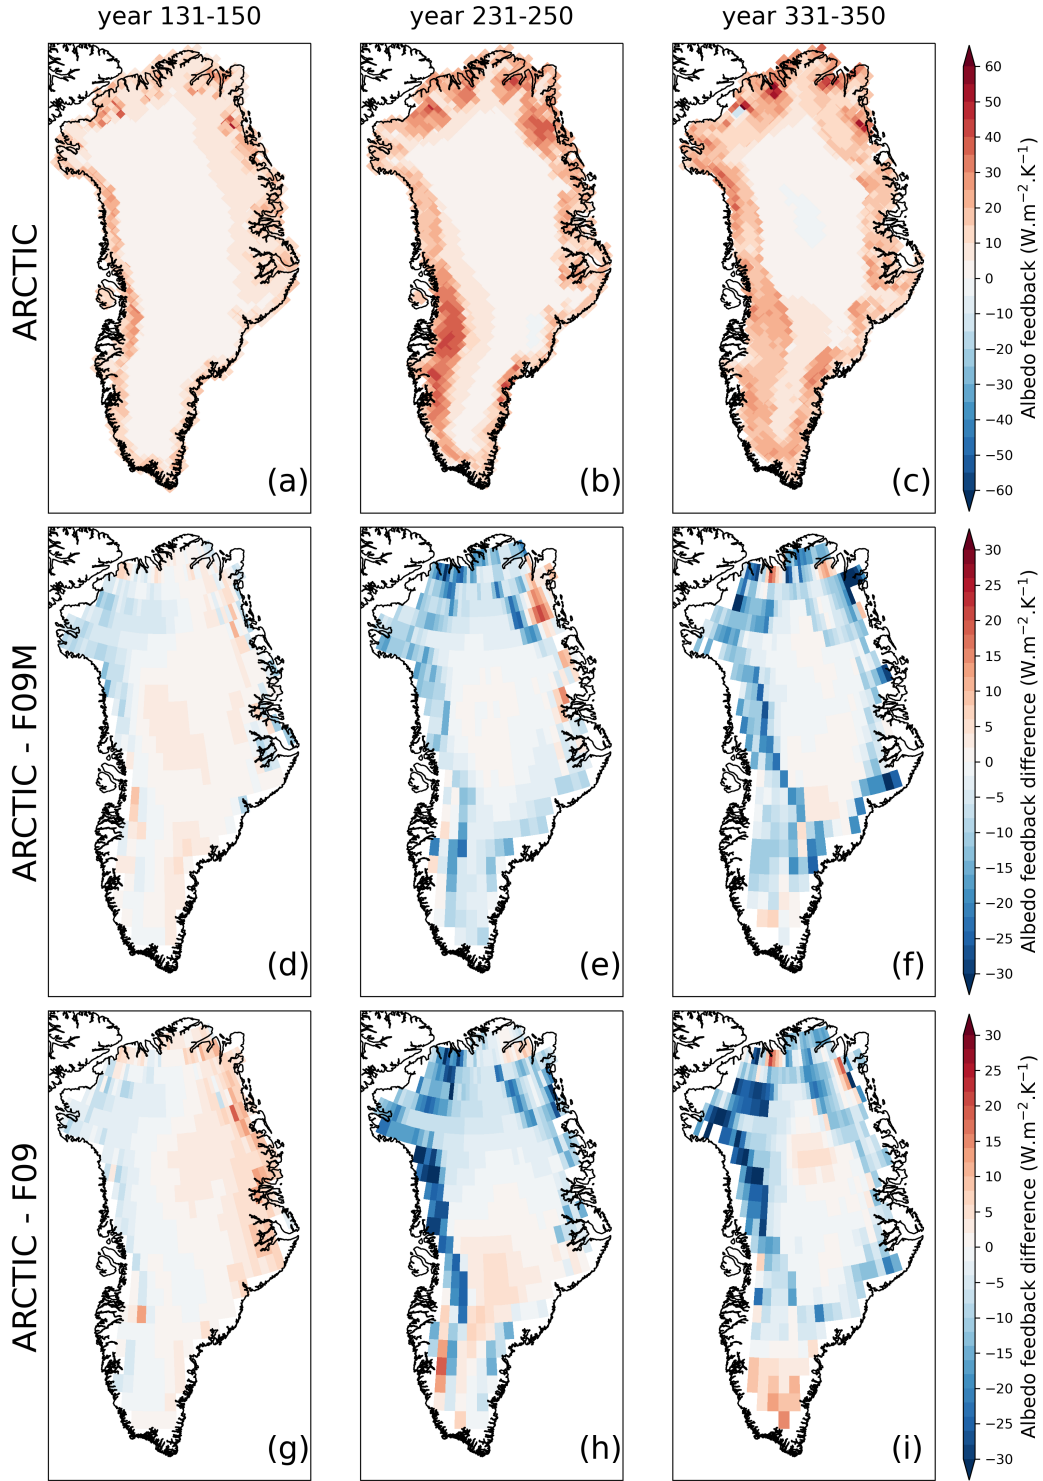 year 131-150
year 231-250
year 331-350
ARCTIC
(a)
(b)
(c)
60
50
40
30
20
10
0
−10
−20
−30
−40
−50
−60
Albedo feedback (W.m⁻².K⁻¹)
ARCTIC - F09M
(d)
(e)
(f)
30
25
20
15
10
5
0
−5
−10
−15
−20
−25
−30
Albedo feedback difference (W.m⁻².K⁻¹)
ARCTIC - F09
(g)
(h)
(i)
30
25
20
15
10
5
0
−5
−10
−15
−20
−25
−30
Albedo feedback difference (W.m⁻².K⁻¹)